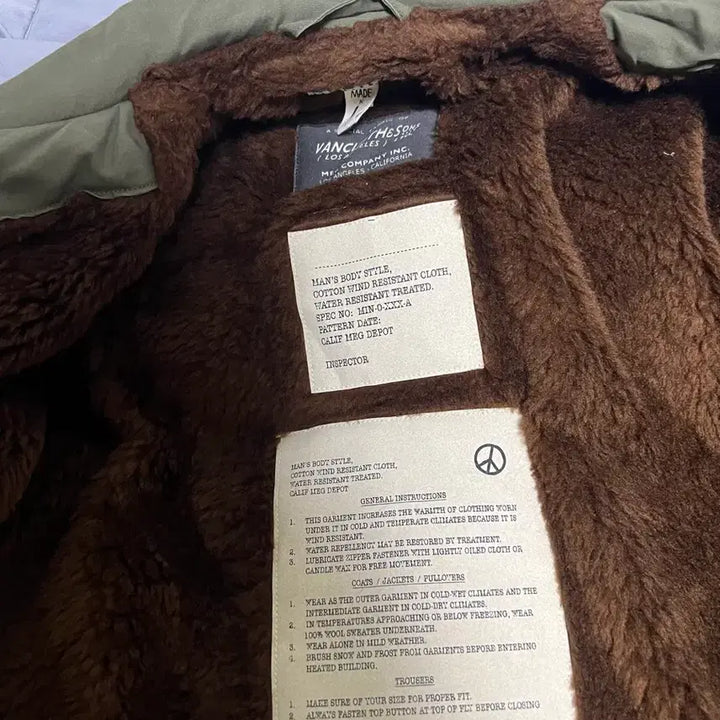 MADE
COMPANY INC.
LOS ANGELES, CALIFORNIA
MAN'S BODY STYLE,
COTTON WIND RESISTANT CLOTH,
WATER RESISTANT TREATED.
SPEC NO: MIN-0-XXX-A
PATTERN DATE:
CALIF MEG DEPOT
INSPECTOR
MAN'S BODY STYLE,
COTTON WIND RESISTANT CLOTH,
WATER RESISTANT TREATED.
CALIF MEG DEPOT
GENERAL INSTRUCTIONS
1. THIS GARMENT INCREASES THE WARMTH OF CLOTHING WORN
UNDER IT IN COLD AND TEMPERATE CLIMATES BECAUSE IT IS
WIND RESISTANT.
2. WATER REPELLENCY MAY BE RESTORED BY TREATMENT.
3. LUBRICATE ZIPPER FASTENER WITH LIGHTLY OILED CLOTH OR
CANDLE WAX FOR FREE MOVEMENT.
COATS / JACKETS / PULLOVERS
1. WEAR AS THE OUTER GARMENT IN COLD-WET CLIMATES AND THE
INTERMEDIATE GARMENT IN COLD-DRY CLIMATES.
2. IN TEMPERATURES APPROACHING OR BELOW FREEZING, WEAR
100% WOOL SWEATER UNDERNEATH.
3. WEAR ALONE IN MILD WEATHER.
4. BRUSH SNOW AND FROST FROM GARMENTS BEFORE ENTERING
HEATED BUILDING.
TROUSERS
1. MAKE SURE OF YOUR SIZE FOR PROPER FIT.
2. ALWAYS FASTEN TOP BUTTON AT TOP OF FLY BEFORE CLOSING